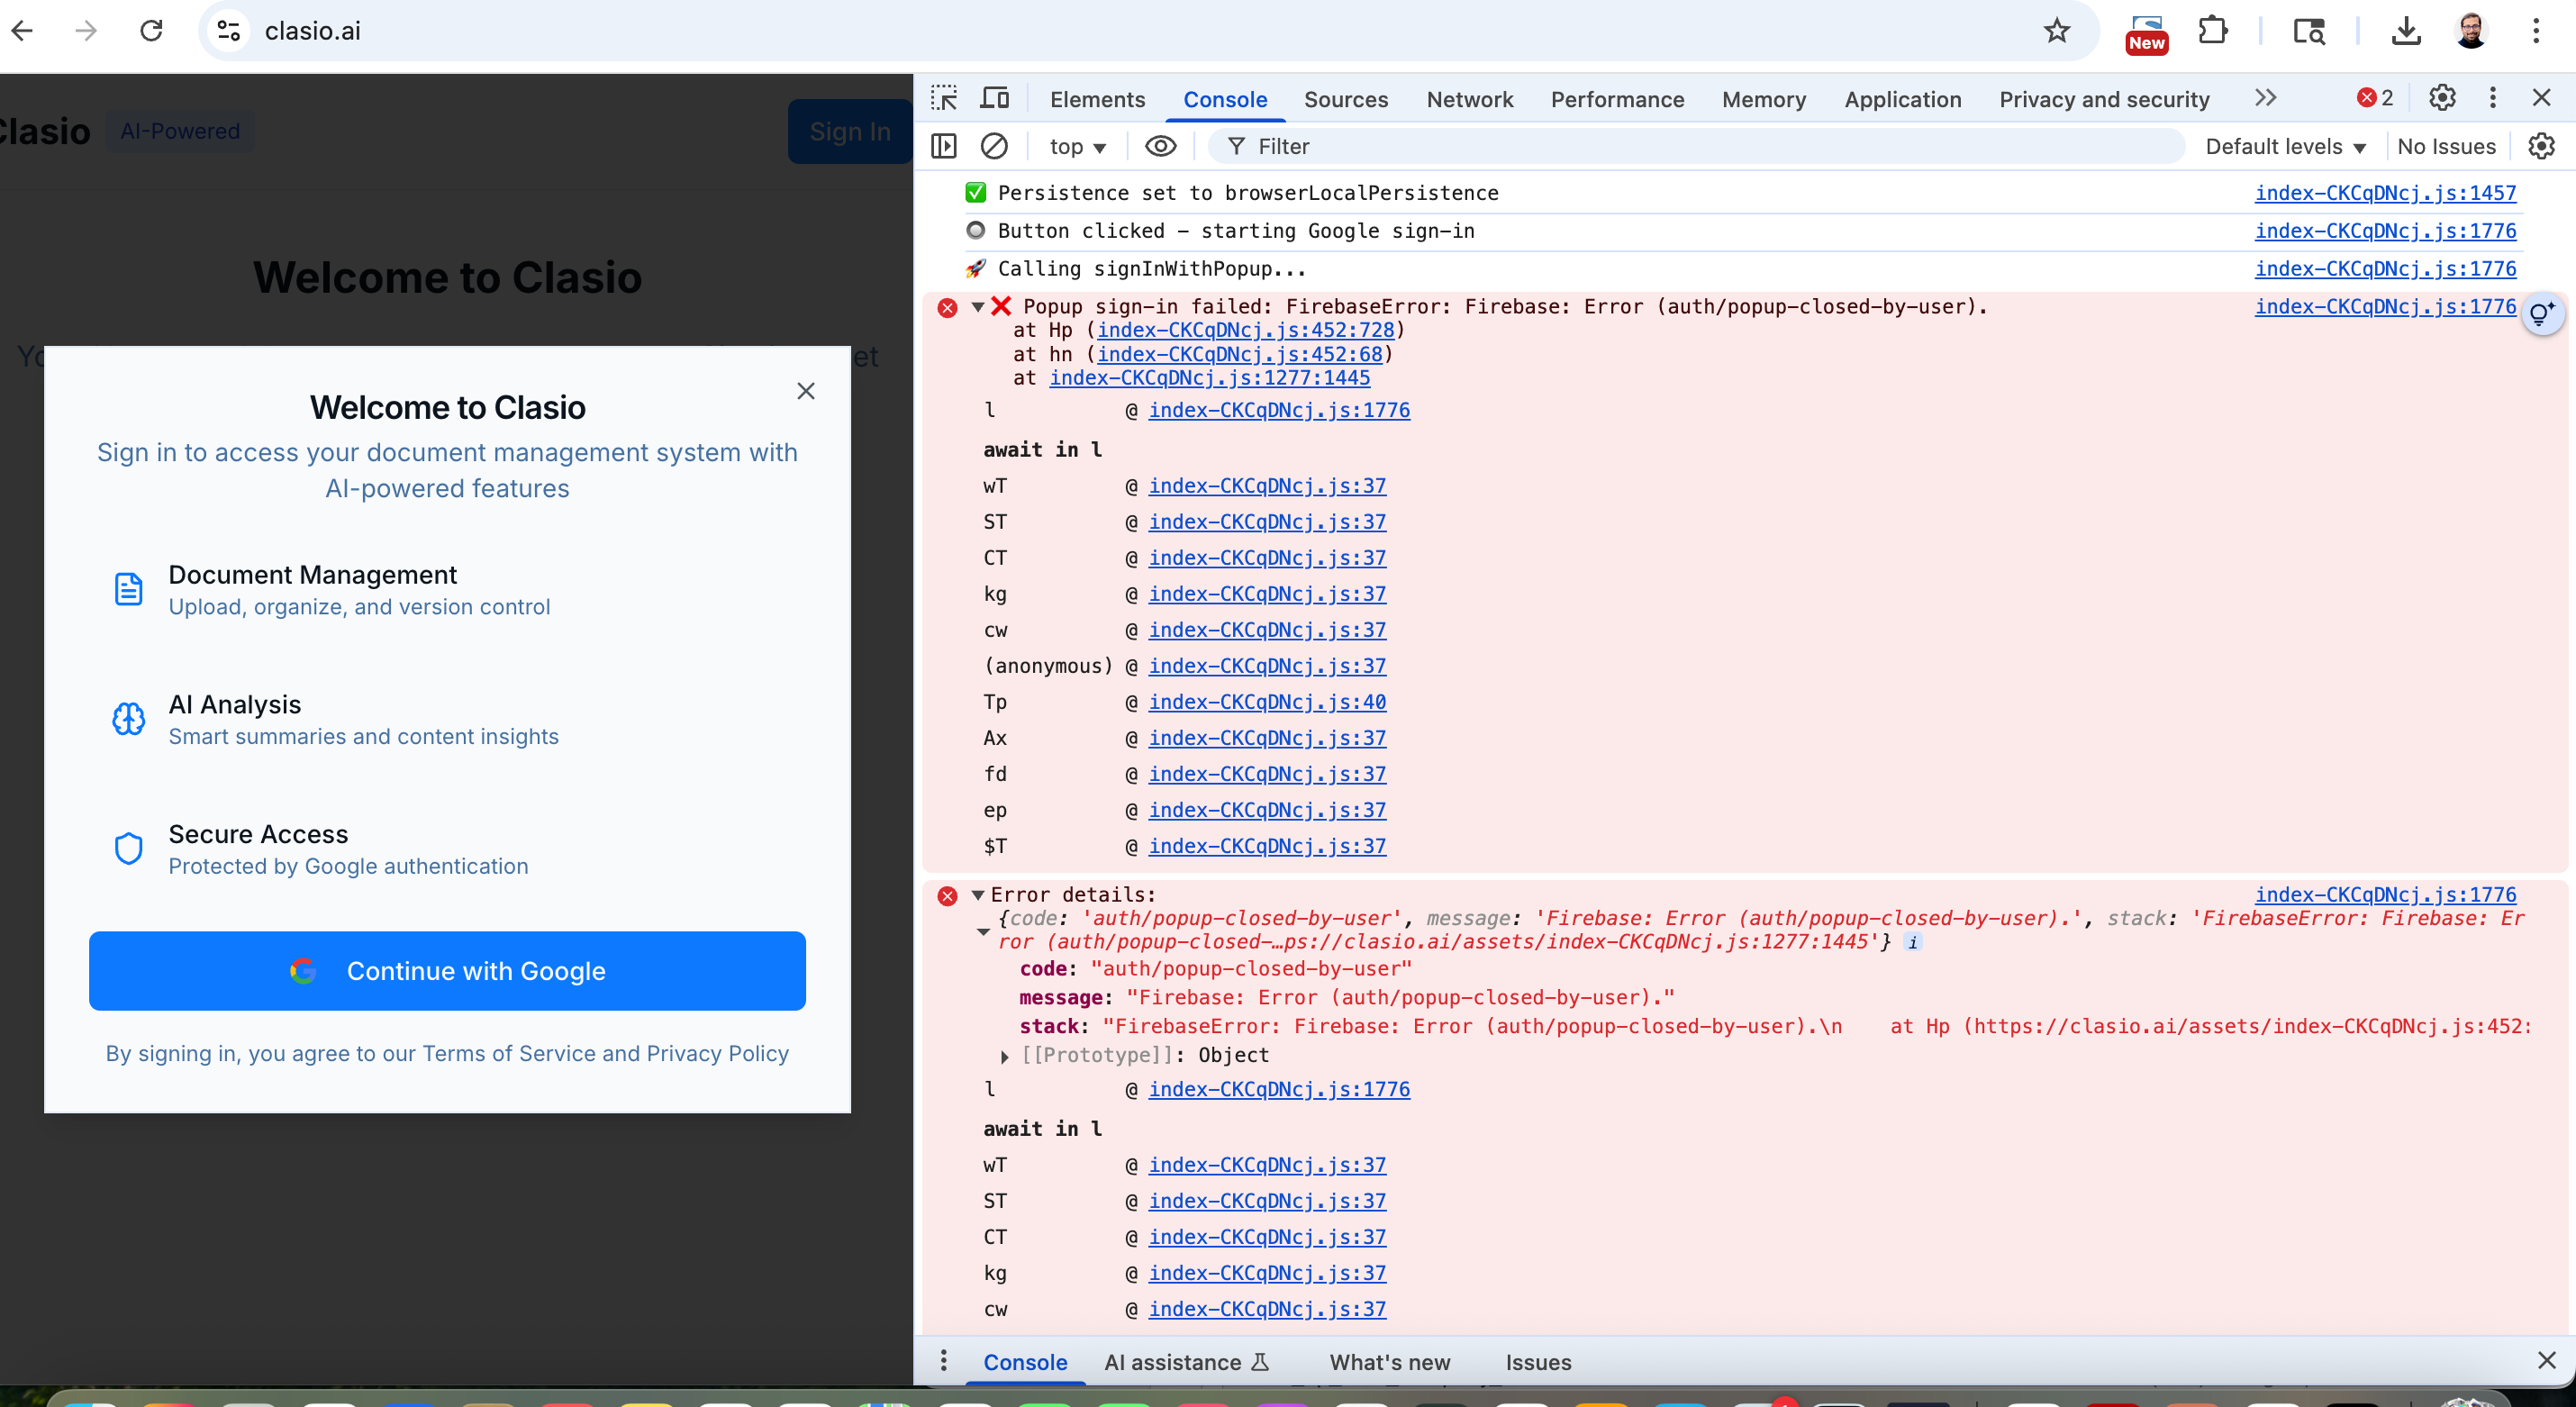 clasio.ai
New
Clasio
AI-Powered
Sign In
Welcome to Clasio
Yo
et
Welcome to Clasio
Sign in to access your document management system with
AI-powered features
Document Management
Upload, organize, and version control
AI Analysis
Smart summaries and content insights
Secure Access
Protected by Google authentication
Continue with Google
By signing in, you agree to our Terms of Service and Privacy Policy
Elements Console Sources Network Performance Memory Application Privacy and security 2
top Filter Default levels No Issues
Persistence set to browserLocalPersistence index-CKCqDNcj.js:1457
Button clicked - starting Google sign-in index-CKCqDNcj.js:1776
Calling signInWithPopup... index-CKCqDNcj.js:1776
Popup sign-in failed: FirebaseError: Firebase: Error (auth/popup-closed-by-user). index-CKCqDNcj.js:1776
at Hp (index-CKCqDNcj.js:452:728)
at hn (index-CKCqDNcj.js:452:68)
at index-CKCqDNcj.js:1277:1445
l @ index-CKCqDNcj.js:1776
await in l
wT @ index-CKCqDNcj.js:37
ST @ index-CKCqDNcj.js:37
CT @ index-CKCqDNcj.js:37
kg @ index-CKCqDNcj.js:37
cw @ index-CKCqDNcj.js:37
(anonymous) @ index-CKCqDNcj.js:37
Tp @ index-CKCqDNcj.js:40
Ax @ index-CKCqDNcj.js:37
fd @ index-CKCqDNcj.js:37
ep @ index-CKCqDNcj.js:37
$T @ index-CKCqDNcj.js:37
Error details: index-CKCqDNcj.js:1776
{code: 'auth/popup-closed-by-user', message: 'Firebase: Error (auth/popup-closed-by-user).', stack: 'FirebaseError: Firebase: Er
ror (auth/popup-closed-…ps://clasio.ai/assets/index-CKCqDNcj.js:1277:1445'} i
code: "auth/popup-closed-by-user"
message: "Firebase: Error (auth/popup-closed-by-user)."
stack: "FirebaseError: Firebase: Error (auth/popup-closed-by-user).\n    at Hp (https://clasio.ai/assets/index-CKCqDNcj.js:452:
[[Prototype]]: Object
l @ index-CKCqDNcj.js:1776
await in l
wT @ index-CKCqDNcj.js:37
ST @ index-CKCqDNcj.js:37
CT @ index-CKCqDNcj.js:37
kg @ index-CKCqDNcj.js:37
cw @ index-CKCqDNcj.js:37
Console AI assistance What's new Issues